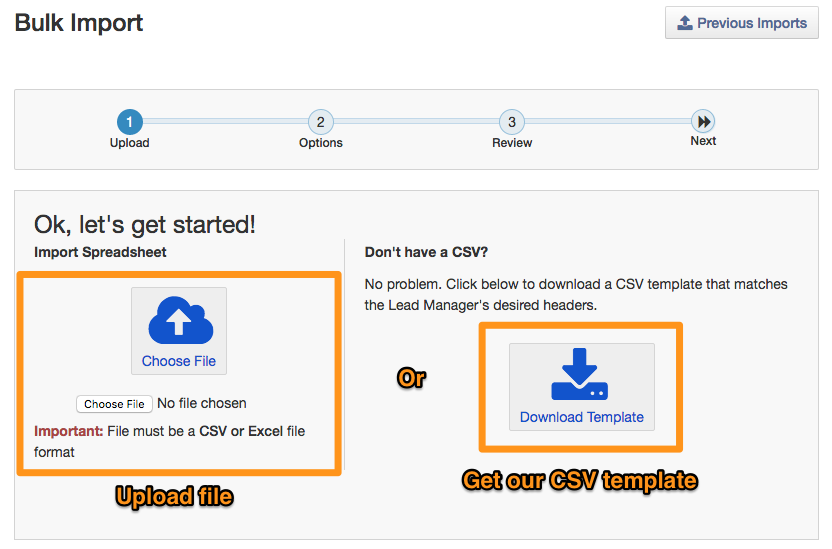 Bulk Import
Previous Imports
1
2
3
Upload
Options
Review
Next
Ok, let's get started!
Import Spreadsheet
Choose File
Choose File No file chosen
Important: File must be a CSV or Excel file
format
Upload file
Or
Don't have a CSV?
No problem. Click below to download a CSV template that matches
the Lead Manager's desired headers.
Download Template
Get our CSV template